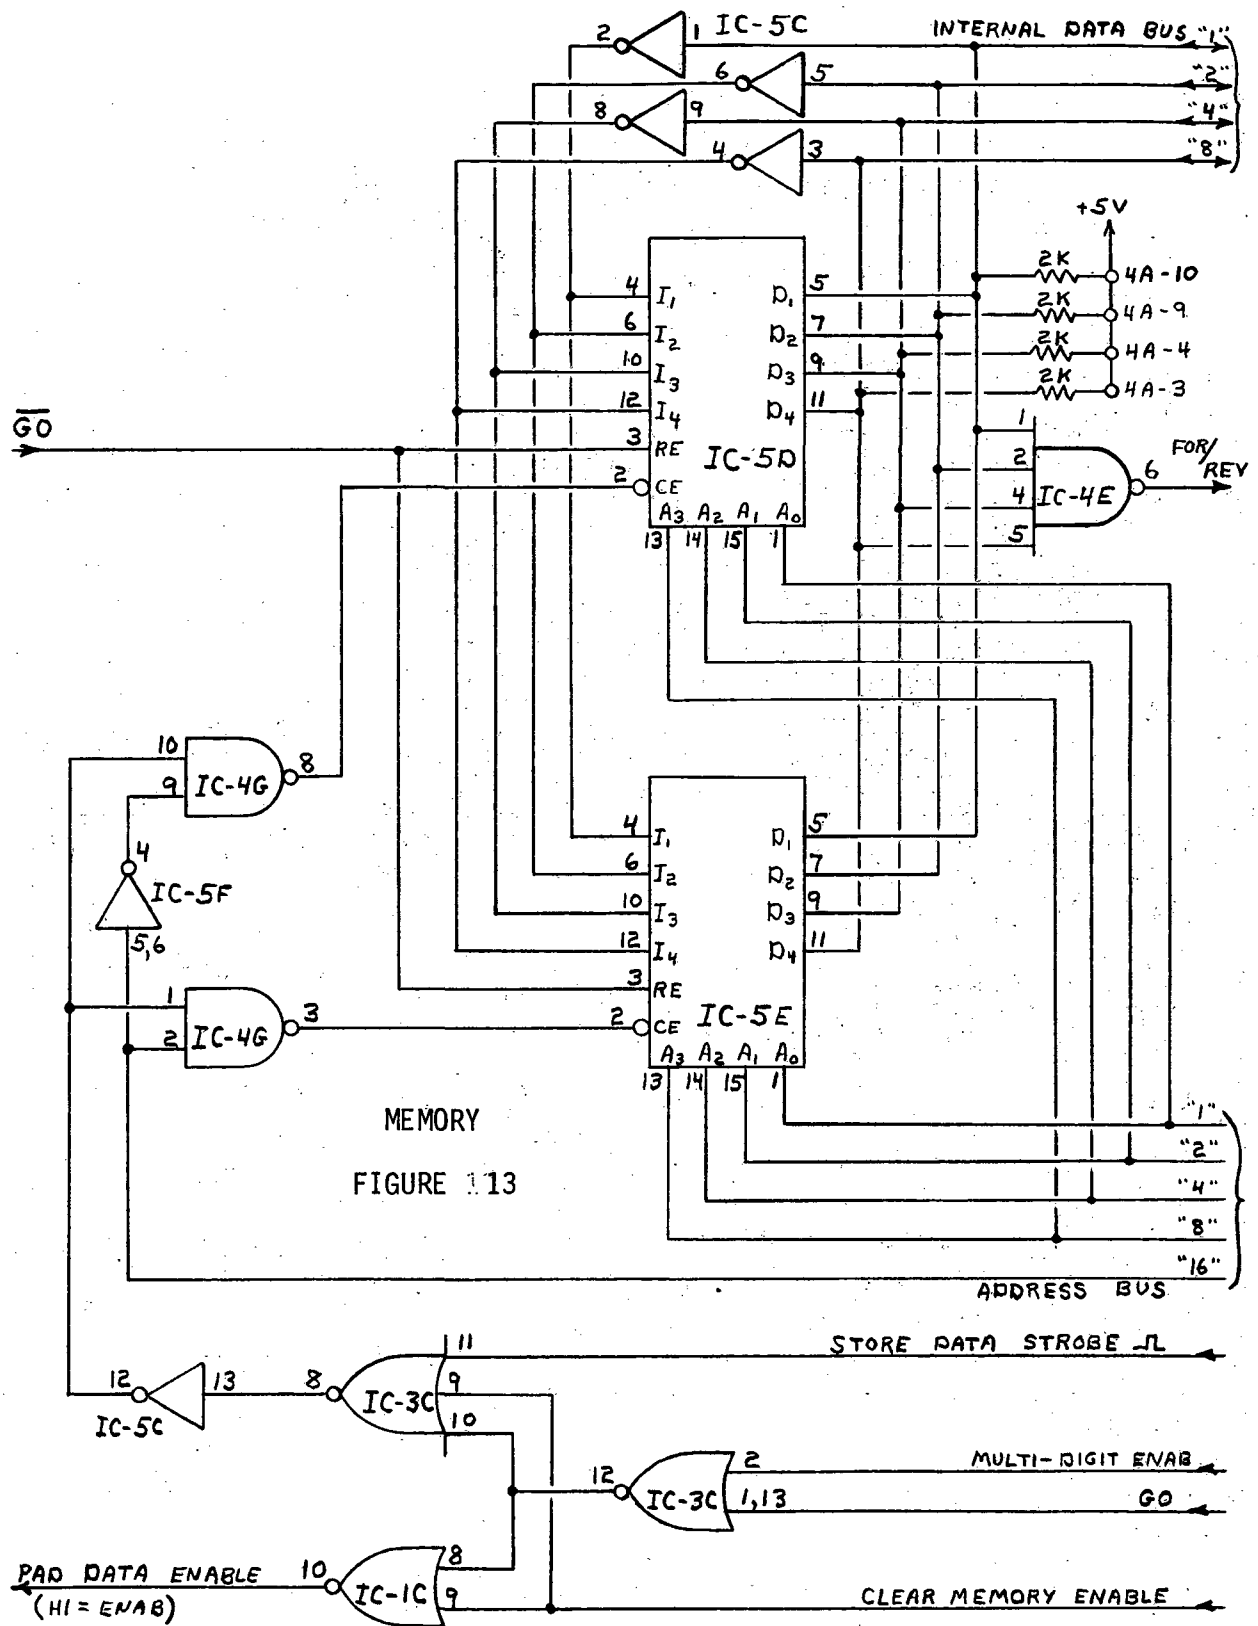 IC-5C
2 1
INTERNAL DATA BUS "1"
6 5
"2"
8 9
"4"
4 3
"8"
+5V
2K 4A-10
2K 4A-9
2K 4A-4
2K 4A-3
4 I1 D1 5
6 I2 D2 7
10 I3 D3 9
12 I4 D4 11
GO
3 RE
IC-5D
2 CE
A3 A2 A1 A0
13 14 15 1
1
2
4
5
IC-4E
6
FOR/
REV
10
9
IC-4G
8
4
IC-5F
5,6
1
2
IC-4G
3
4 I1 D1 5
6 I2 D2 7
10 I3 D3 9
12 I4 D4 11
3 RE
IC-5E
2 CE
A3 A2 A1 A0
13 14 15 1
MEMORY
FIGURE 113
"1"
"2"
"4"
"8"
"16"
ADDRESS BUS
STORE DATA STROBE
11
9
10
IC-3C
8
12 13
IC-5C
MULTI-DIGIT ENAB
GO
2
1,13
IC-3C
12
PAD DATA ENABLE
(HI = ENAB)
10
IC-1C
8
9
CLEAR MEMORY ENABLE